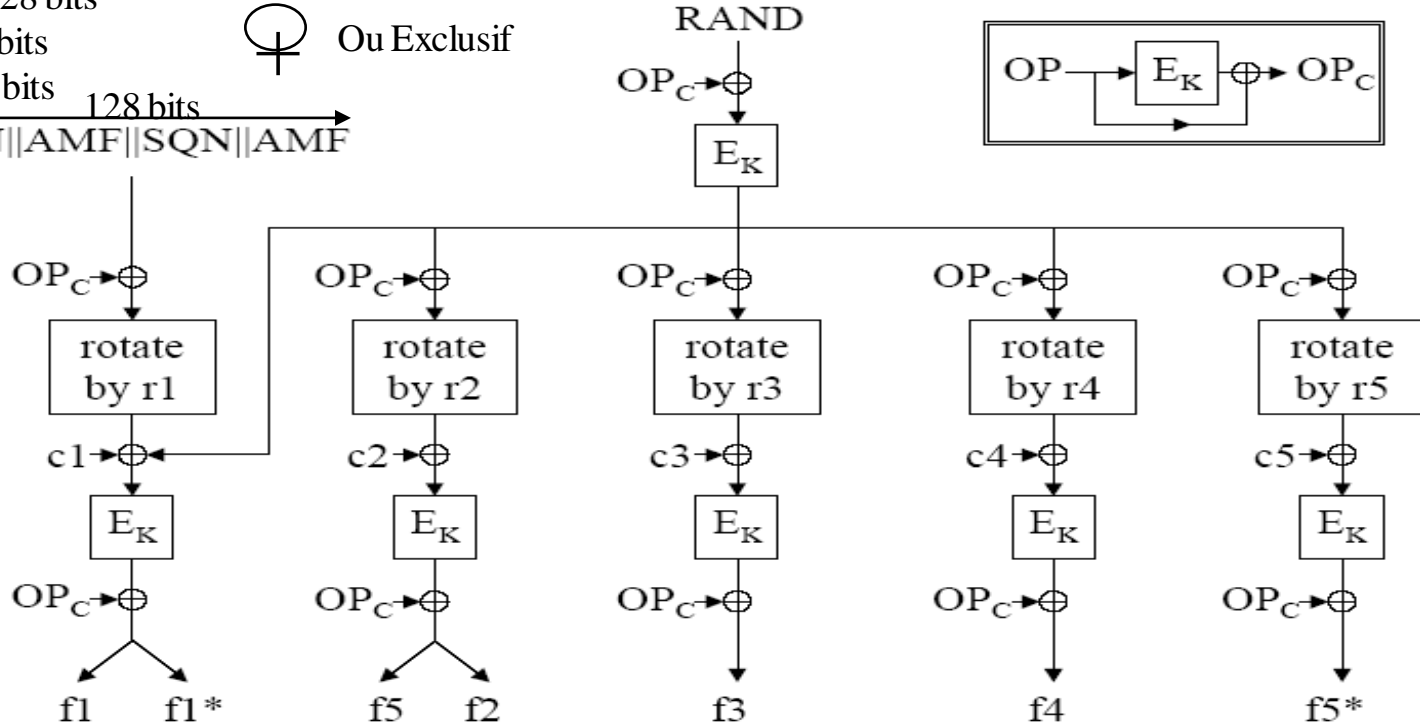 28 bits
bits
bits
Ou Exclusif
128 bits
||AMF||SQN||AMF
RAND
OPC
EK
OP EK OPC
OPC OPC OPC OPC OPC
rotate by r1
rotate by r2
rotate by r3
rotate by r4
rotate by r5
c1 c2 c3 c4 c5
EK EK EK EK EK
OPC OPC OPC OPC OPC
f1 f1* f5 f2 f3 f4 f5*